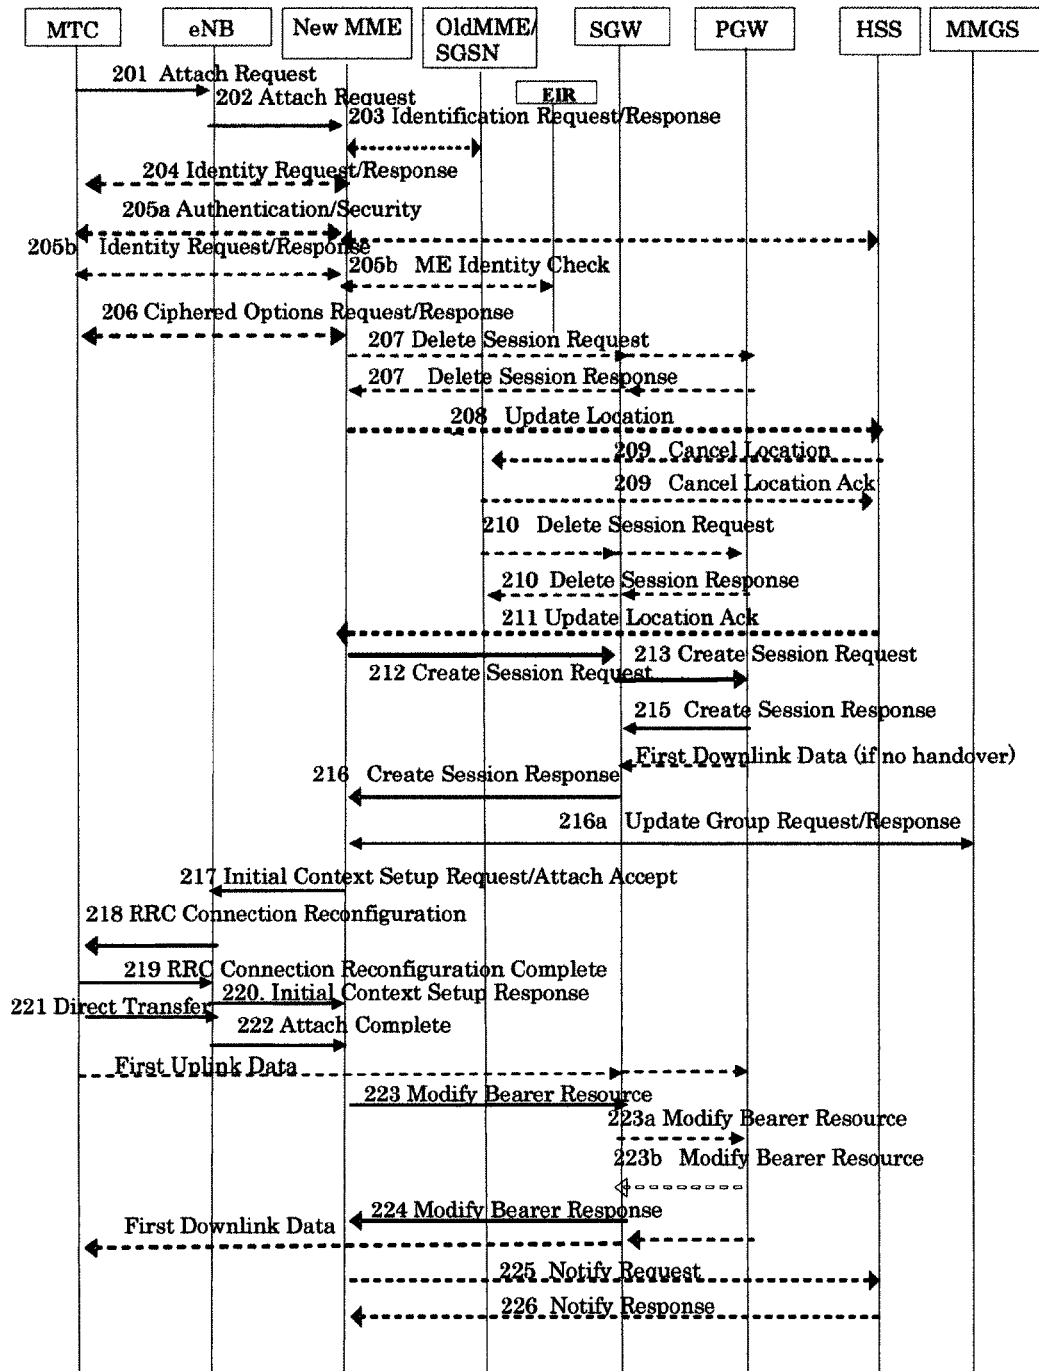 MTC
eNB
New MME
OldMME/
SGSN
SGW
PGW
HSS
MMGS
201 Attach Request
EIR
202 Attach Request
203 Identification Request/Response
204 Identity Request/Response
205a Authentication/Security
205b Identity Request/Response
205b ME Identity Check
206 Ciphered Options Request/Response
207 Delete Session Request
207 Delete Session Response
208 Update Location
209 Cancel Location
209 Cancel Location Ack
210 Delete Session Request
210 Delete Session Response
211 Update Location Ack
212 Create Session Request
213 Create Session Request
215 Create Session Response
First Downlink Data (if no handover)
216 Create Session Response
216a Update Group Request/Response
217 Initial Context Setup Request/Attach Accept
218 RRC Connection Reconfiguration
219 RRC Connection Reconfiguration Complete
220. Initial Context Setup Response
221 Direct Transfer
222 Attach Complete
First Uplink Data
223 Modify Bearer Resource
223a Modify Bearer Resource
223b Modify Bearer Resource
224 Modify Bearer Response
First Downlink Data
225 Notify Request
226 Notify Response